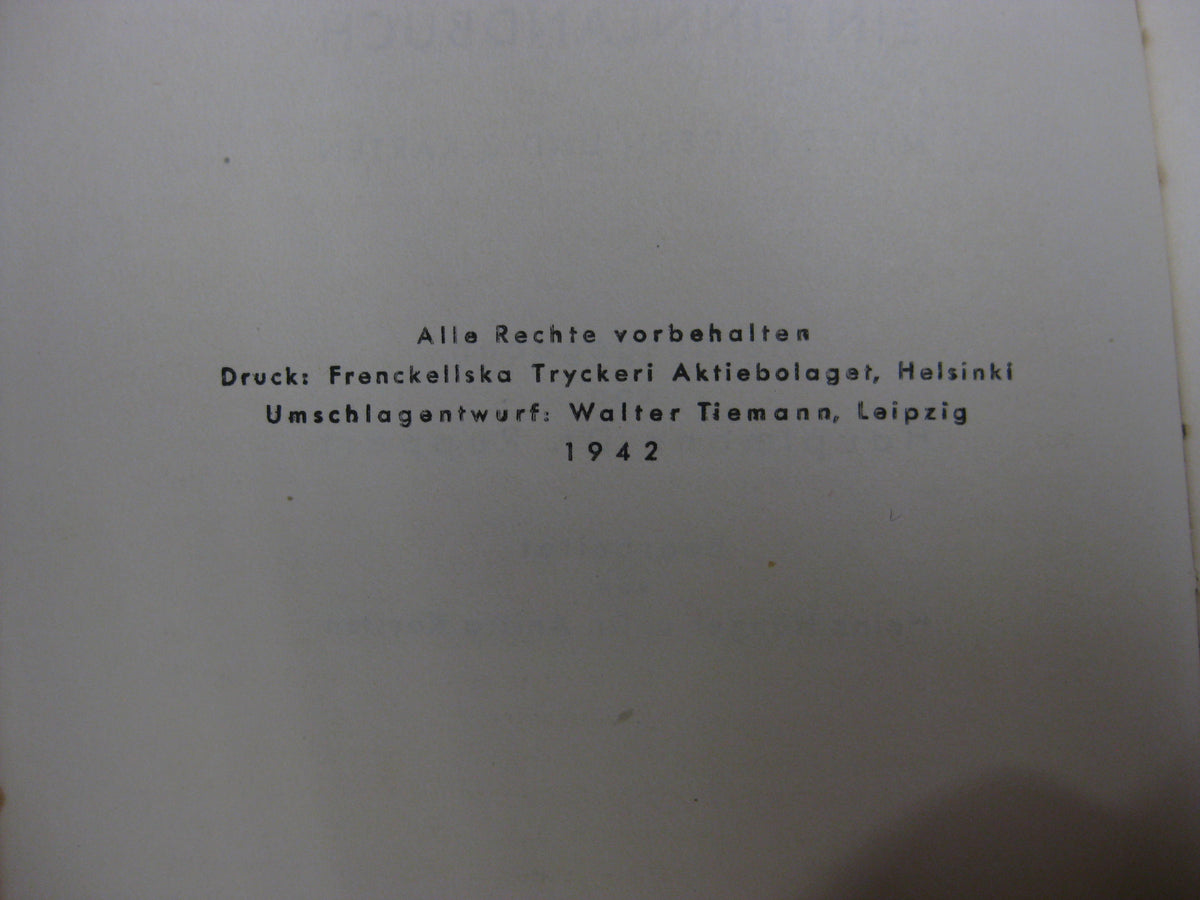 Alle Rechte vorbehalten
Druck: Frenckellska Tryckeri Aktiebolaget, Helsinki
Umschlagentwurf: Walter Tiemann, Leipzig
1942